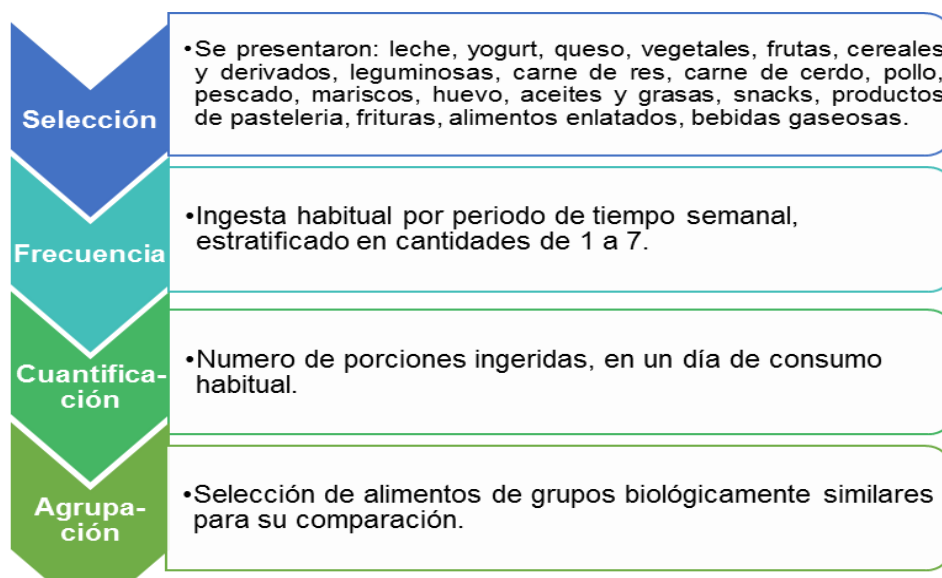 Selección
•Se presentaron: leche, yogurt, queso, vegetales, frutas, cereales
y derivados, leguminosas, carne de res, carne de cerdo, pollo,
pescado, mariscos, huevo, aceites y grasas, snacks, productos
de pasteleria, frituras, alimentos enlatados, bebidas gaseosas.
Frecuencia
•Ingesta habitual por periodo de tiempo semanal,
estratificado en cantidades de 1 a 7.
Cuantifica-
ción
•Numero de porciones ingeridas, en un día de consumo
habitual.
Agrupa-
ción
•Selección de alimentos de grupos biológicamente similares
para su comparación.